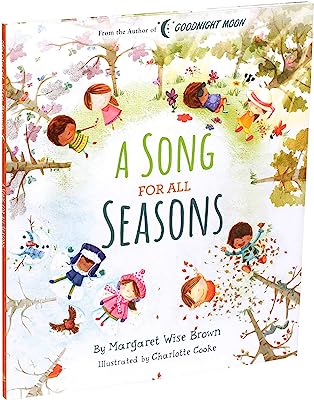 From the Author of GOODNIGHT MOON
A SONG
FOR ALL
SEASONS
By Margaret Wise Brown
Illustrated by Charlotte Cooke